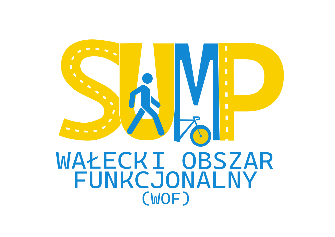 SUMP
WAŁECKI OBSZAR
FUNKCJONALNY
(WOF)